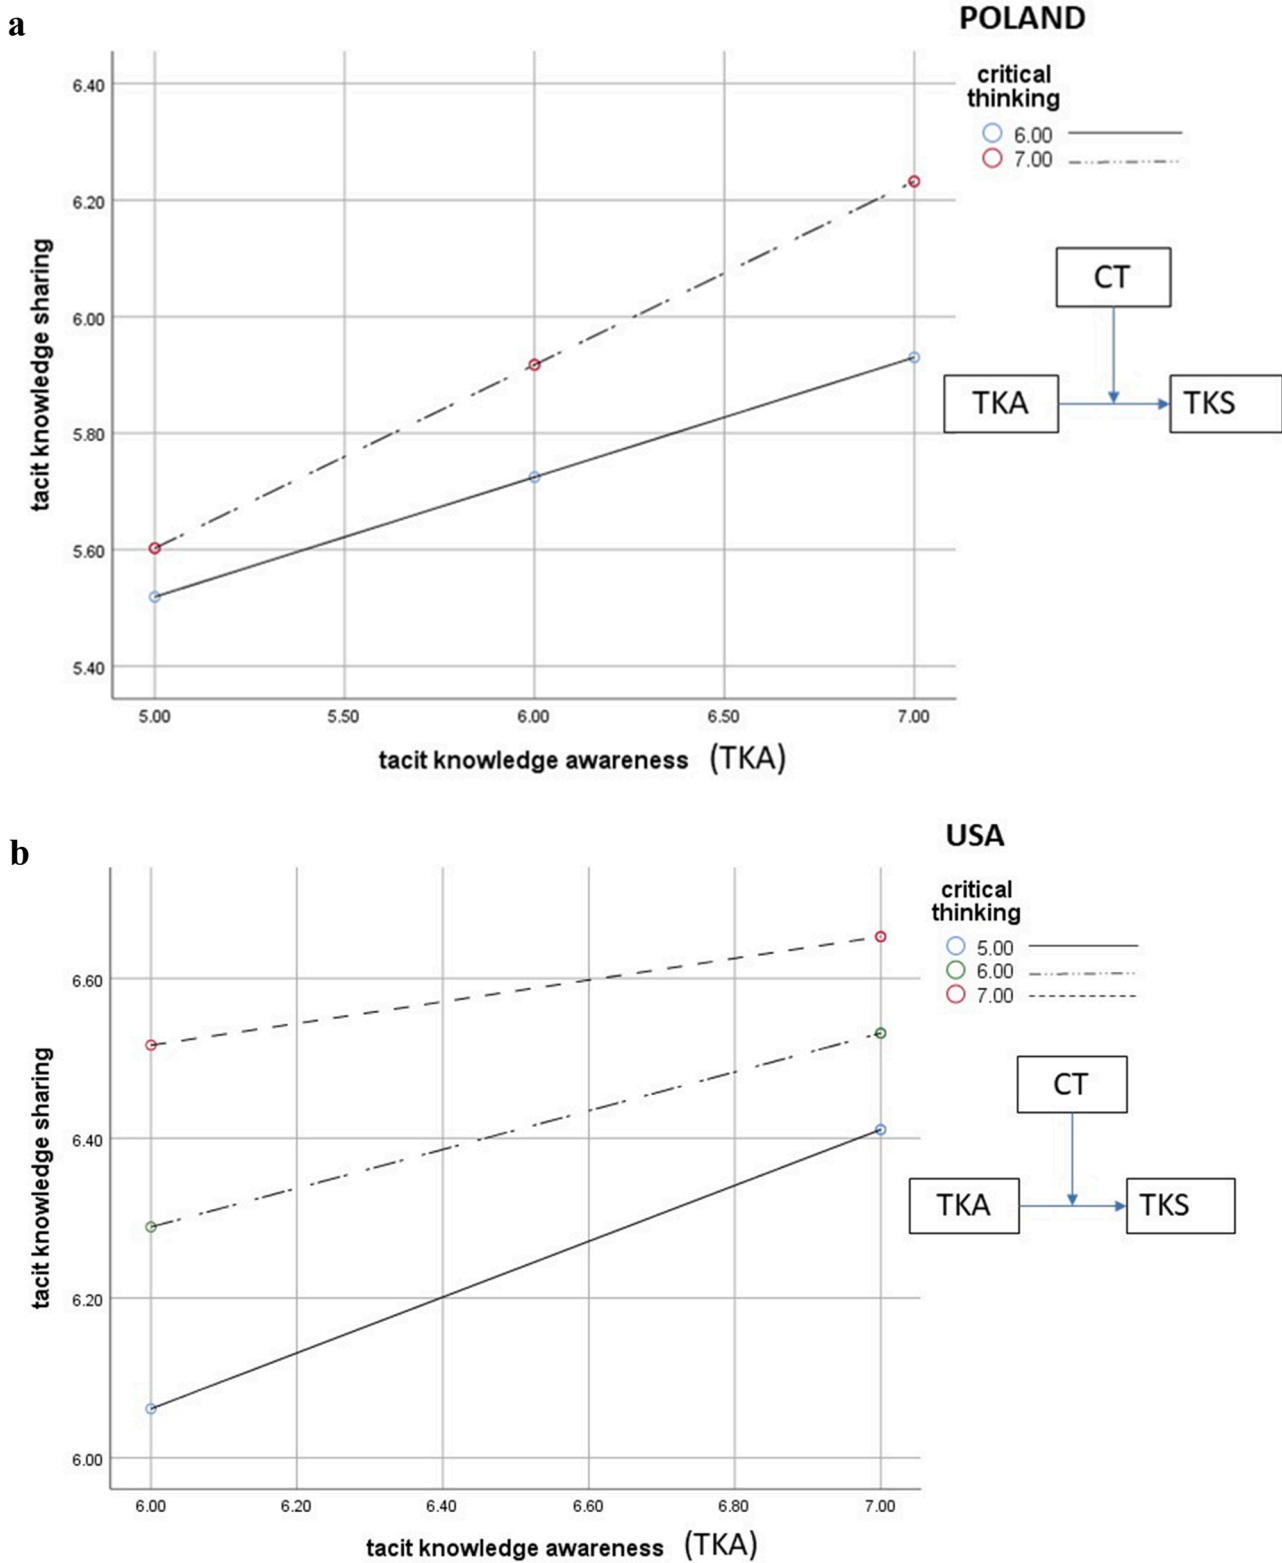 a
POLAND
critical
thinking
6.00
7.00
6.40
6.20
6.00
5.80
5.60
5.40
tacit knowledge sharing
5.00 5.50 6.00 6.50 7.00
tacit knowledge awareness (TKA)
CT
TKA TKS
b
USA
critical
thinking
5.00
6.00
7.00
6.60
6.40
6.20
6.00
tacit knowledge sharing
6.00 6.20 6.40 6.60 6.80 7.00
tacit knowledge awareness (TKA)
CT
TKA TKS